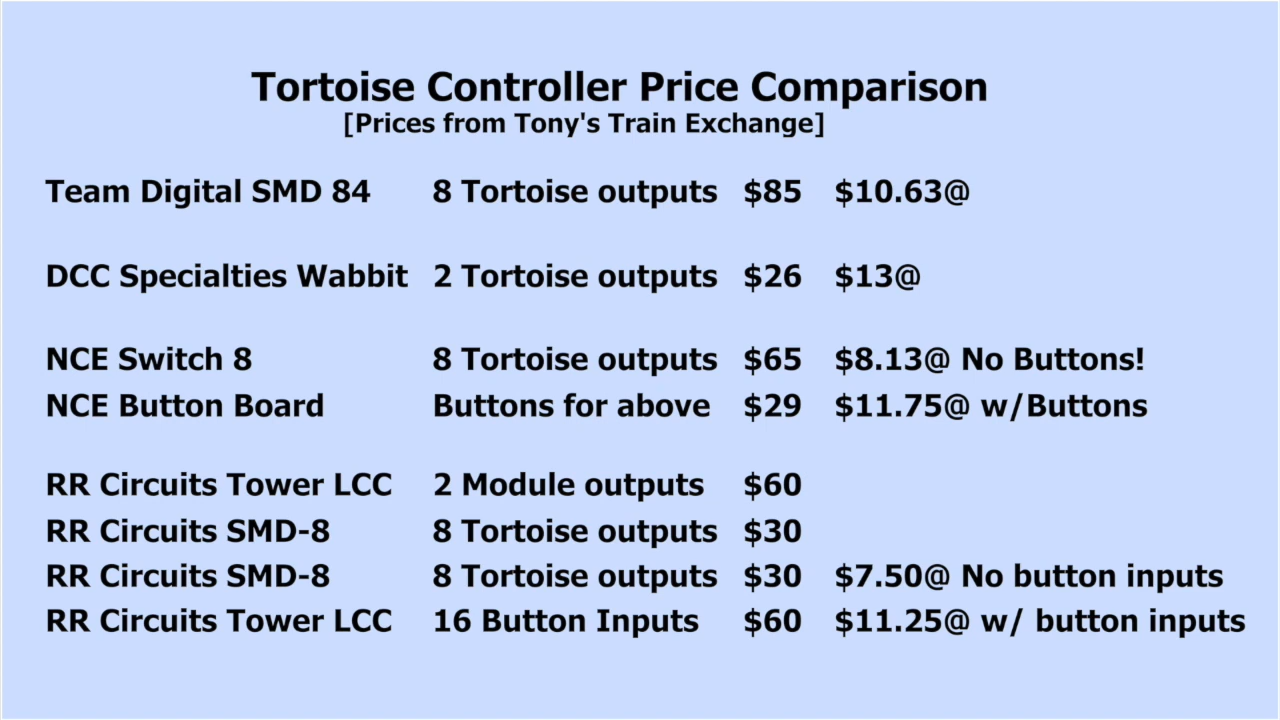 Tortoise Controller Price Comparison
[Prices from Tony's Train Exchange]
Team Digital SMD 84 8 Tortoise outputs $85 $10.63@
DCC Specialties Wabbit 2 Tortoise outputs $26 $13@
NCE Switch 8 8 Tortoise outputs $65 $8.13@ No Buttons!
NCE Button Board Buttons for above $29 $11.75@ w/Buttons
RR Circuits Tower LCC 2 Module outputs $60
RR Circuits SMD-8 8 Tortoise outputs $30
RR Circuits SMD-8 8 Tortoise outputs $30 $7.50@ No button inputs
RR Circuits Tower LCC 16 Button Inputs $60 $11.25@ w/ button inputs